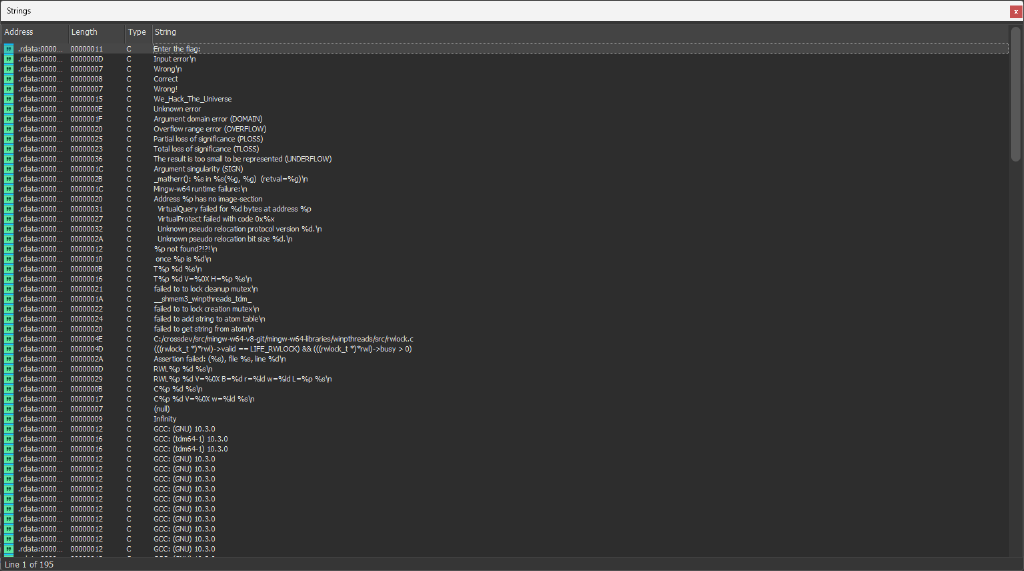 Strings
Address Length Type String
.rdata:0000... 00000011 C Enter the flag:
.rdata:0000... 0000000D C Input error\n
.rdata:0000... 00000007 C Wrong\n
.rdata:0000... 00000008 C Correct
.rdata:0000... 00000007 C Wrong!
.rdata:0000... 00000015 C We_Hack_The_Universe
.rdata:0000... 0000000E C Unknown error
.rdata:0000... 0000001F C Argument domain error (DOMAIN)
.rdata:0000... 00000020 C Overflow range error (OVERFLOW)
.rdata:0000... 00000025 C Partial loss of significance (PLOSS)
.rdata:0000... 00000023 C Total loss of significance (TLOSS)
.rdata:0000... 00000036 C The result is too small to be represented (UNDERFLOW)
.rdata:0000... 0000001C C Argument singularity (SIGN)
.rdata:0000... 0000002B C _matherr(): %s in %s(%g, %g) (retval=%g)\n
.rdata:0000... 0000001C C Mingw-w64 runtime failure:\n
.rdata:0000... 00000020 C Address %p has no image-section
.rdata:0000... 00000031 C VirtualQuery failed for %d bytes at address %p
.rdata:0000... 00000027 C VirtualProtect failed with code 0x%x
.rdata:0000... 00000032 C Unknown pseudo relocation protocol version %d.\n
.rdata:0000... 0000002A C Unknown pseudo relocation bit size %d.\n
.rdata:0000... 00000012 C %p not found?!?!\n
.rdata:0000... 00000010 C once %p is %d\n
.rdata:0000... 0000000B C T%p %d %s\n
.rdata:0000... 00000016 C T%p %d V=%0X H=%p %s\n
.rdata:0000... 00000021 C failed to to lock cleanup mutex\n
.rdata:0000... 0000001A C __shmem3_winpthreads_tdm_
.rdata:0000... 00000022 C failed to to lock creation mutex\n
.rdata:0000... 00000024 C failed to add string to atom table\n
.rdata:0000... 00000020 C failed to get string from atom\n
.rdata:0000... 0000004E C C:/crossdev/src/mingw-w64-v8-git/mingw-w64-libraries/winpthreads/src/rwlock.c
.rdata:0000... 0000004D C (((rwlock_t *)*rwl)->valid == LIFE_RWLOCK) && (((rwlock_t *)*rwl)->busy > 0)
.rdata:0000... 0000002A C Assertion failed: (%s), file %s, line %d\n
.rdata:0000... 0000000D C RWL%p %d %s\n
.rdata:0000... 00000029 C RWL%p %d V=%0X B=%d r=%ld w=%ld L=%p %s\n
.rdata:0000... 0000000B C C%p %d %s\n
.rdata:0000... 00000017 C C%p %d V=%0X w=%ld %s\n
.rdata:0000... 00000007 C (null)
.rdata:0000... 00000009 C Infinity
.rdata:0000... 00000012 C GCC: (GNU) 10.3.0
.rdata:0000... 00000016 C GCC: (tdm64-1) 10.3.0
.rdata:0000... 00000016 C GCC: (tdm64-1) 10.3.0
.rdata:0000... 00000012 C GCC: (GNU) 10.3.0
.rdata:0000... 00000012 C GCC: (GNU) 10.3.0
.rdata:0000... 00000012 C GCC: (GNU) 10.3.0
.rdata:0000... 00000012 C GCC: (GNU) 10.3.0
.rdata:0000... 00000012 C GCC: (GNU) 10.3.0
.rdata:0000... 00000012 C GCC: (GNU) 10.3.0
.rdata:0000... 00000012 C GCC: (GNU) 10.3.0
.rdata:0000... 00000012 C GCC: (GNU) 10.3.0
.rdata:0000... 00000012 C GCC: (GNU) 10.3.0
.rdata:0000... 00000012 C GCC: (GNU) 10.3.0
Line 1 of 195